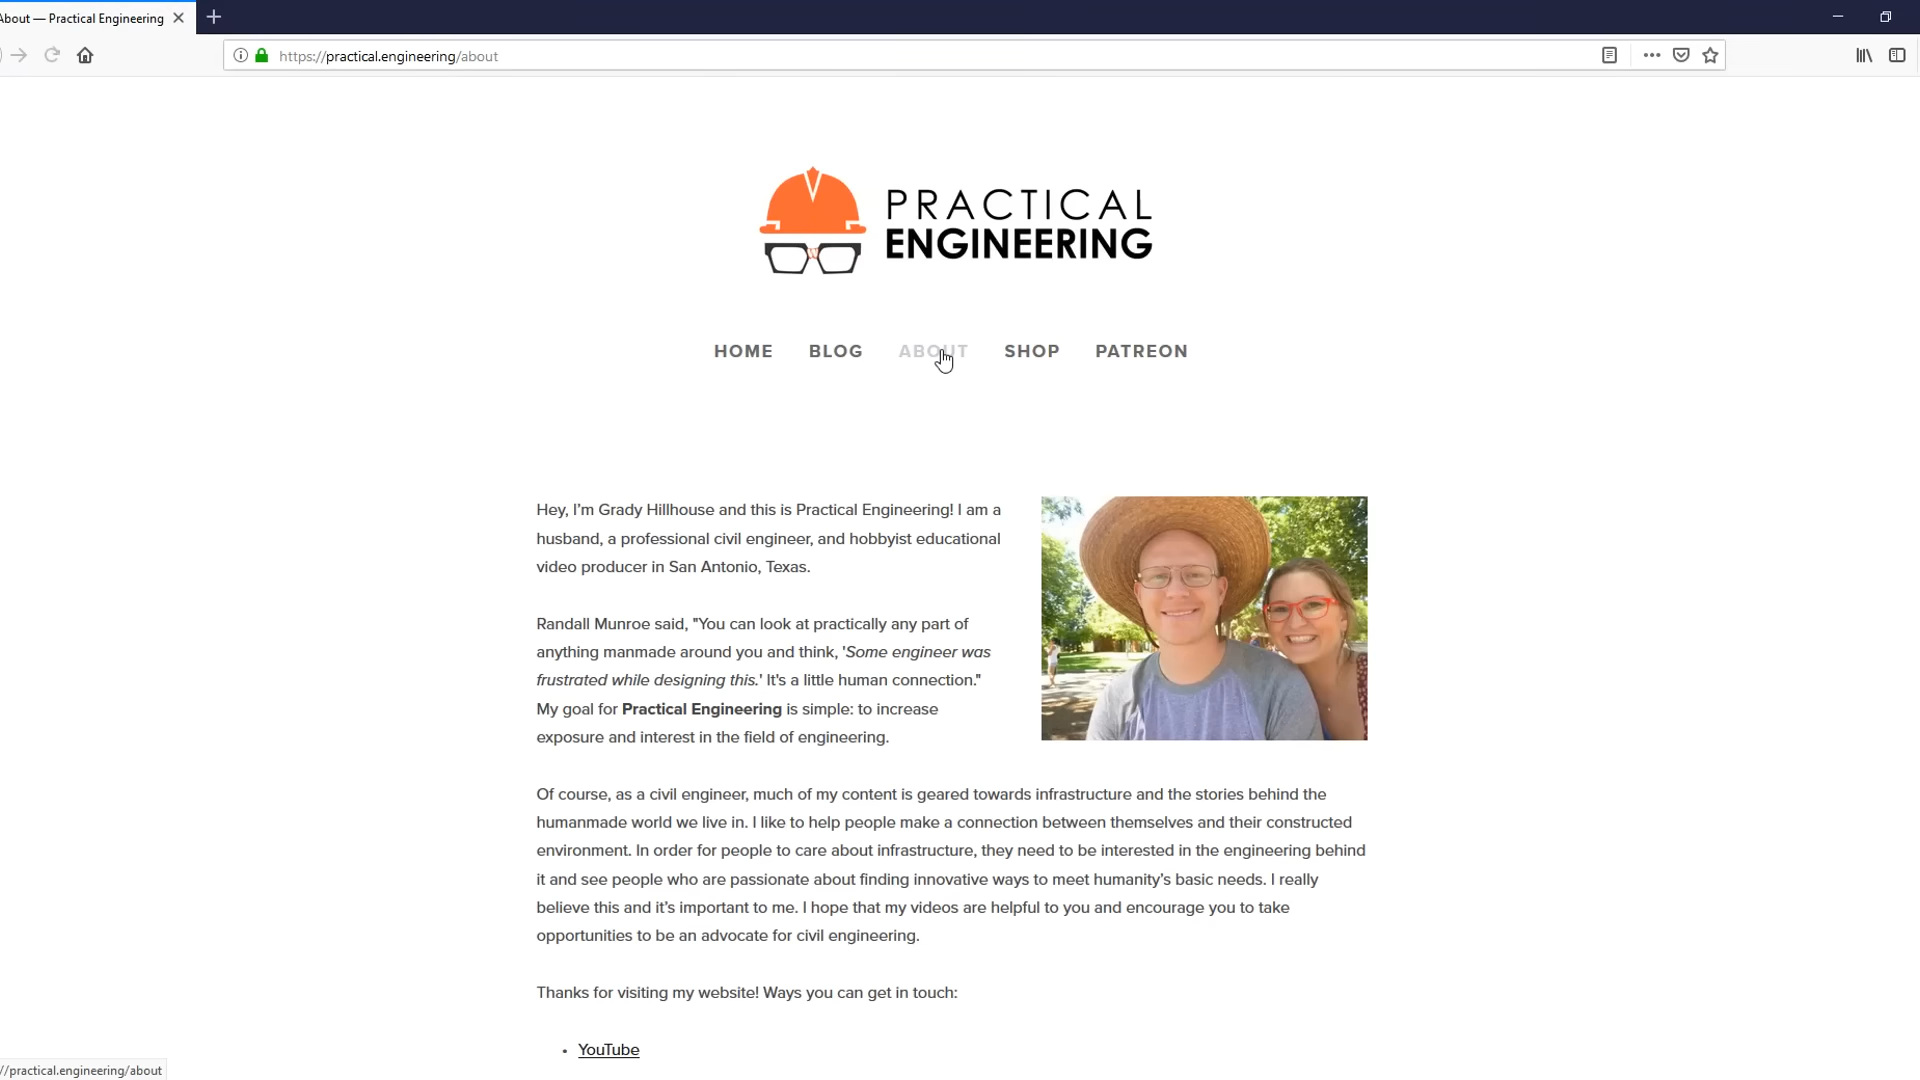 About — Practical Engineering
https://practical.engineering/about
PRACTICAL
ENGINEERING
HOME BLOG ABOUT SHOP PATREON
Hey, I’m Grady Hillhouse and this is Practical Engineering! I am a
husband, a professional civil engineer, and hobbyist educational
video producer in San Antonio, Texas.
Randall Munroe said, "You can look at practically any part of
anything manmade around you and think, 'Some engineer was
frustrated while designing this.' It's a little human connection."
My goal for Practical Engineering is simple: to increase
exposure and interest in the field of engineering.
Of course, as a civil engineer, much of my content is geared towards infrastructure and the stories behind the
humanmade world we live in. I like to help people make a connection between themselves and their constructed
environment. In order for people to care about infrastructure, they need to be interested in the engineering behind
it and see people who are passionate about finding innovative ways to meet humanity’s basic needs. I really
believe this and it’s important to me. I hope that my videos are helpful to you and encourage you to take
opportunities to be an advocate for civil engineering.
Thanks for visiting my website! Ways you can get in touch:
• YouTube
//practical.engineering/about